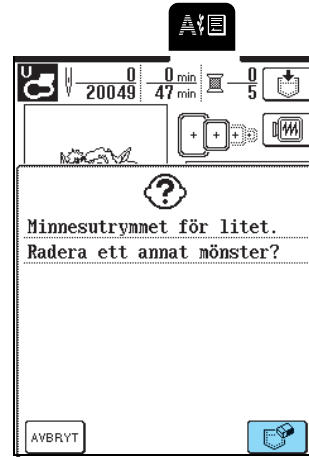 A
U
0 0 min 0
20049 47 min 5
Minnesutrymmet för litet.
Radera ett annat mönster?
AVBRYT